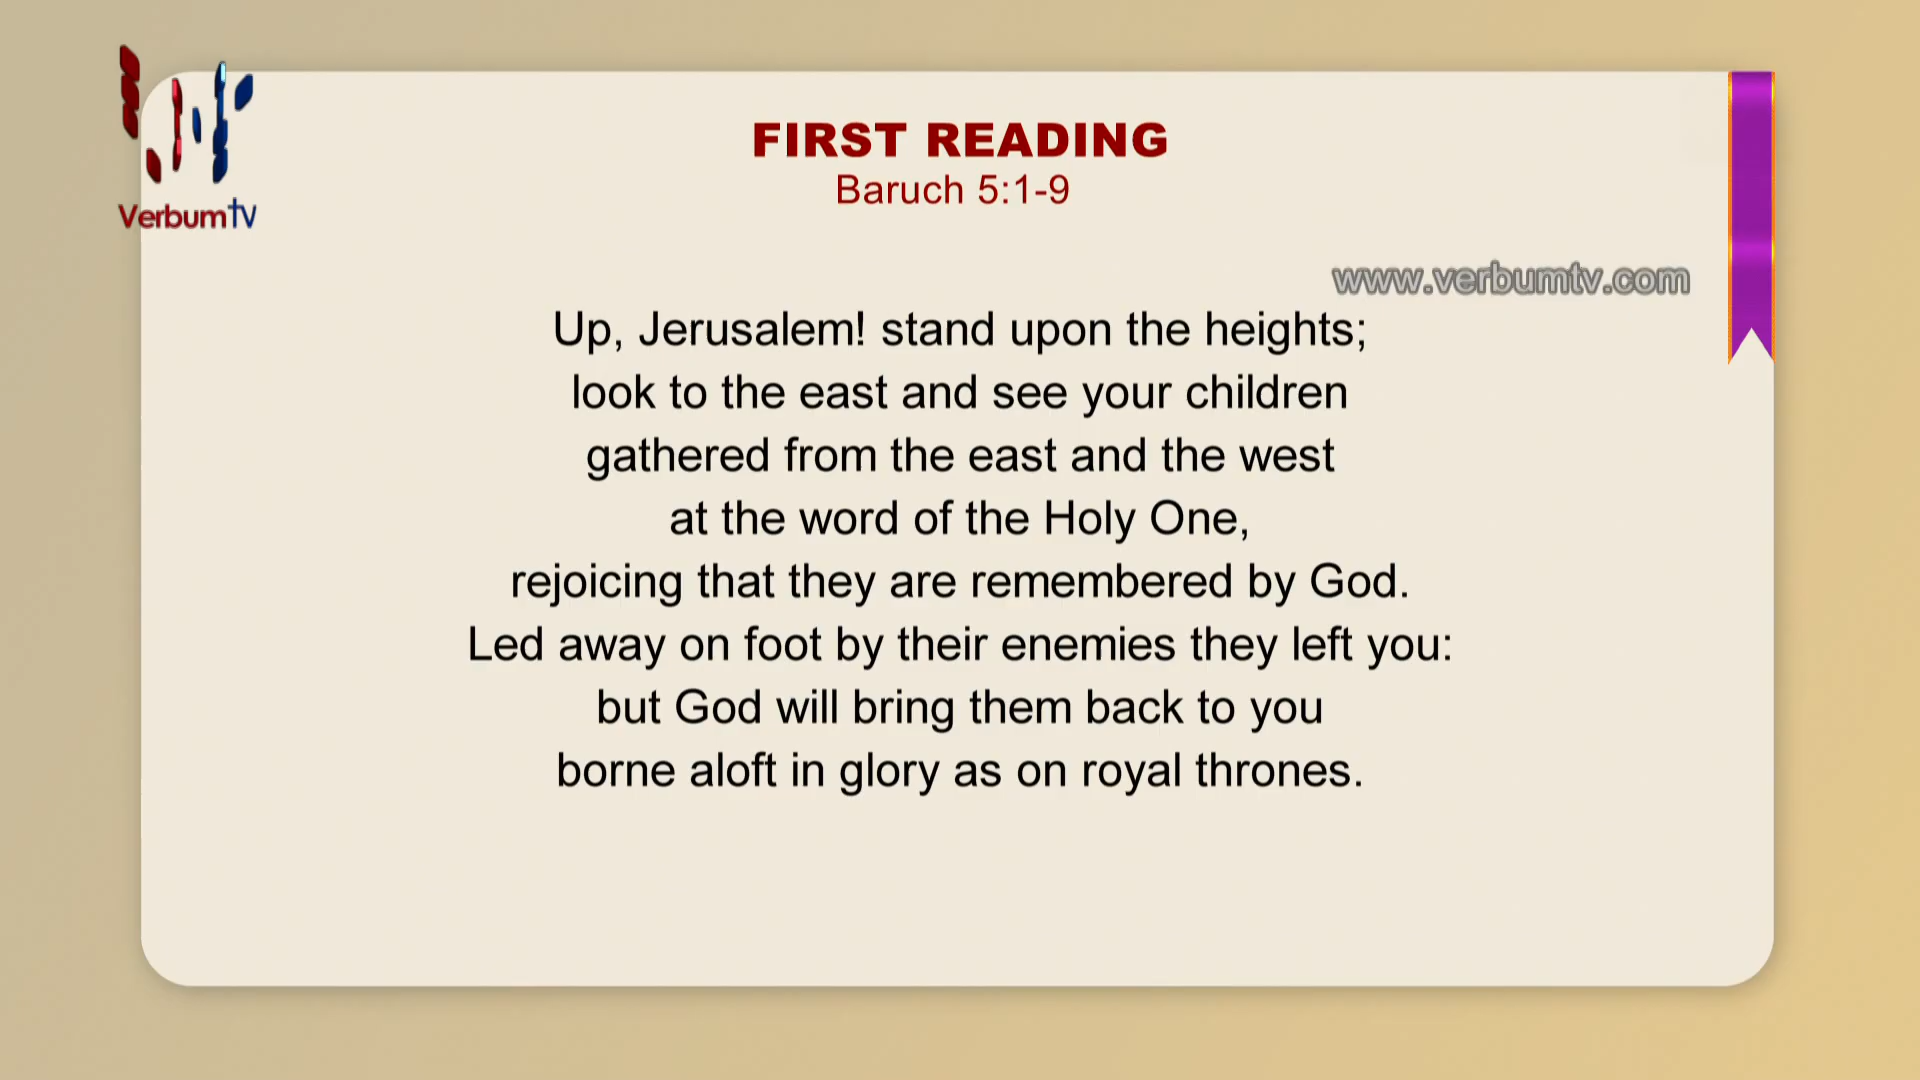 FIRST READING
Baruch 5:1-9
VerbumTV
www.verbumtv.com
Up, Jerusalem! stand upon the heights;
look to the east and see your children
gathered from the east and the west
at the word of the Holy One,
rejoicing that they are remembered by God.
Led away on foot by their enemies they left you:
but God will bring them back to you
borne aloft in glory as on royal thrones.